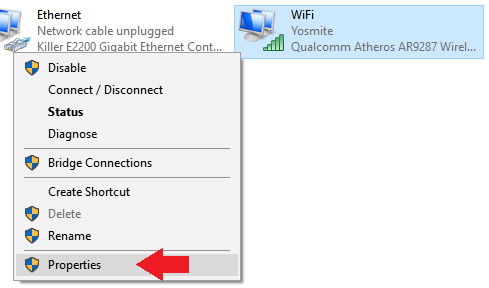 Ethernet
Network cable unplugged
Killer E2200 Gigabit Ethernet Cont...
WiFi
Yosmite
Qualcomm Atheros AR9287 Wirel...
Disable
Connect / Disconnect
Status
Diagnose
Bridge Connections
Create Shortcut
Delete
Rename
Properties